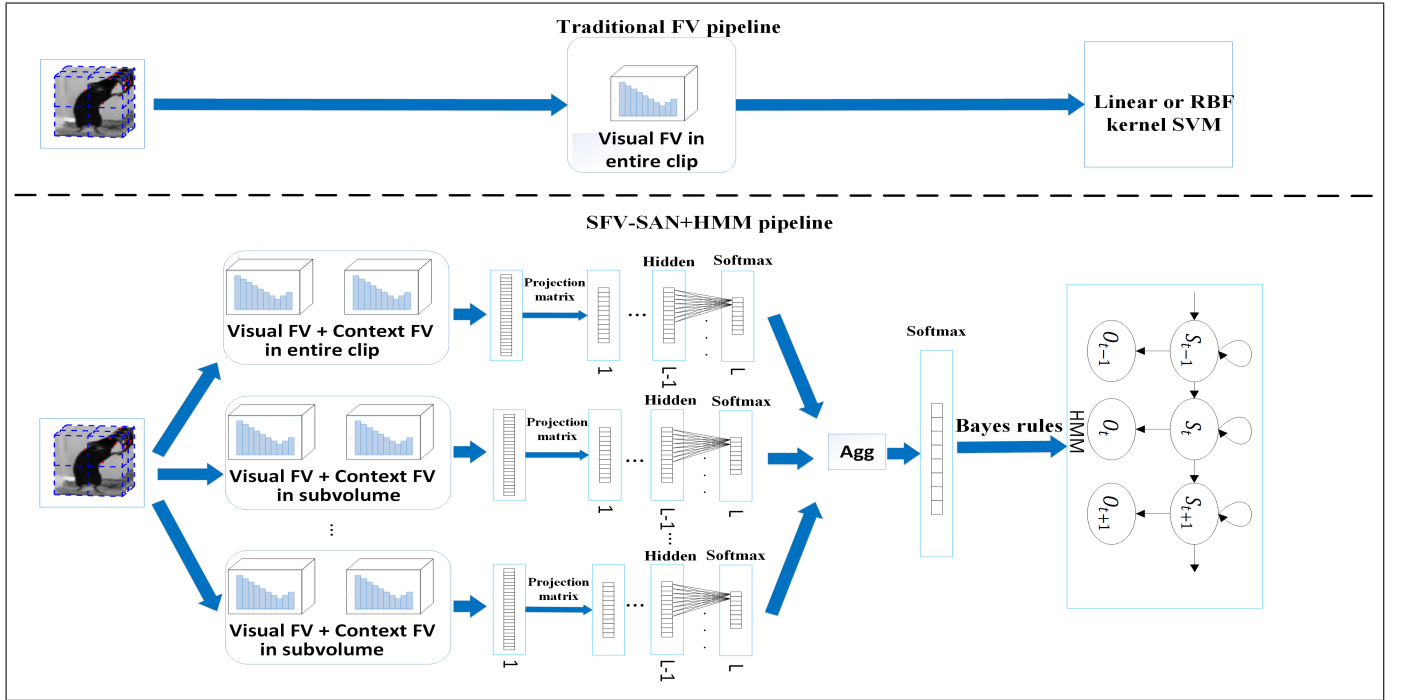 Traditional FV pipeline
Visual FV in
entire clip
Linear or RBF
kernel SVM
SFV-SAN+HMM pipeline
Visual FV + Context FV
in entire clip
Projection
matrix
...
Hidden
Softmax
1
L-1
L
Visual FV + Context FV
in subvolume
Projection
matrix
...
Hidden
Softmax
1
L-1
L
...
...
Visual FV + Context FV
in subvolume
Projection
matrix
...
Hidden
Softmax
1
L-1
L
Agg
Softmax
Bayes rules
HMM
O_{t-1}
S_{t-1}
O_t
S_t
O_{t+1}
S_{t+1}